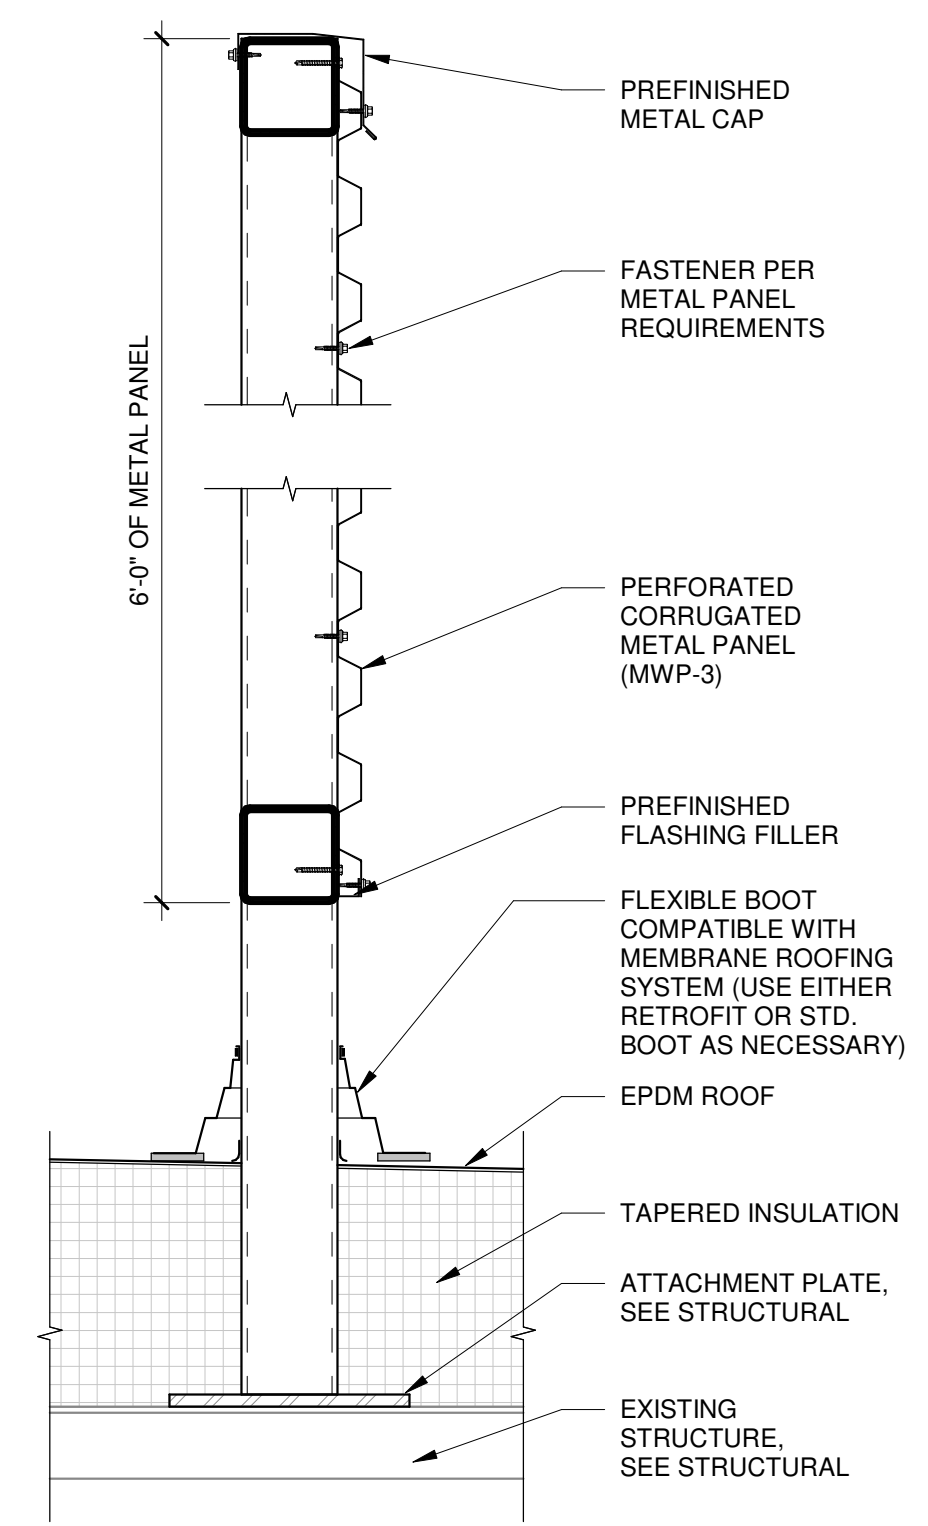 PREFINISHED
METAL CAP
FASTENER PER
METAL PANEL
REQUIREMENTS
6'-0" OF METAL PANEL
PERFORATED
CORRUGATED
METAL PANEL
(MWP-3)
PREFINISHED
FLASHING FILLER
FLEXIBLE BOOT
COMPATIBLE WITH
MEMBRANE ROOFING
SYSTEM (USE EITHER
RETROFIT OR STD.
BOOT AS NECESSARY)
EPDM ROOF
TAPERED INSULATION
ATTACHMENT PLATE,
SEE STRUCTURAL
EXISTING
STRUCTURE,
SEE STRUCTURAL